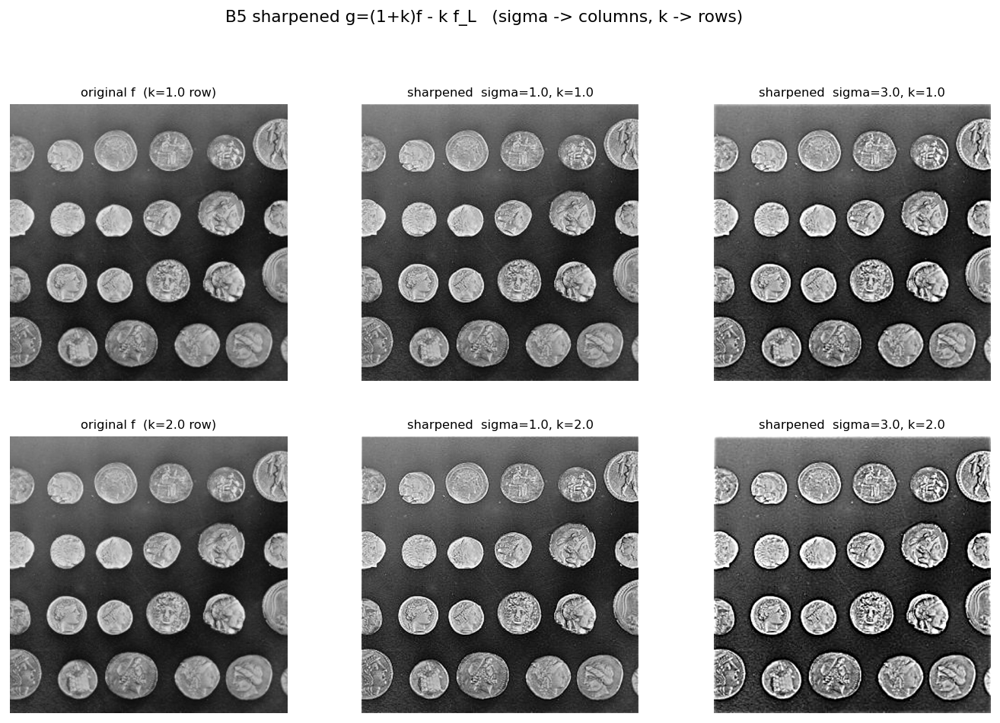 B5 sharpened g=(1+k)f - k f_L   (sigma -> columns, k -> rows)
original f  (k=1.0 row)
sharpened  sigma=1.0, k=1.0
sharpened  sigma=3.0, k=1.0
original f  (k=2.0 row)
sharpened  sigma=1.0, k=2.0
sharpened  sigma=3.0, k=2.0